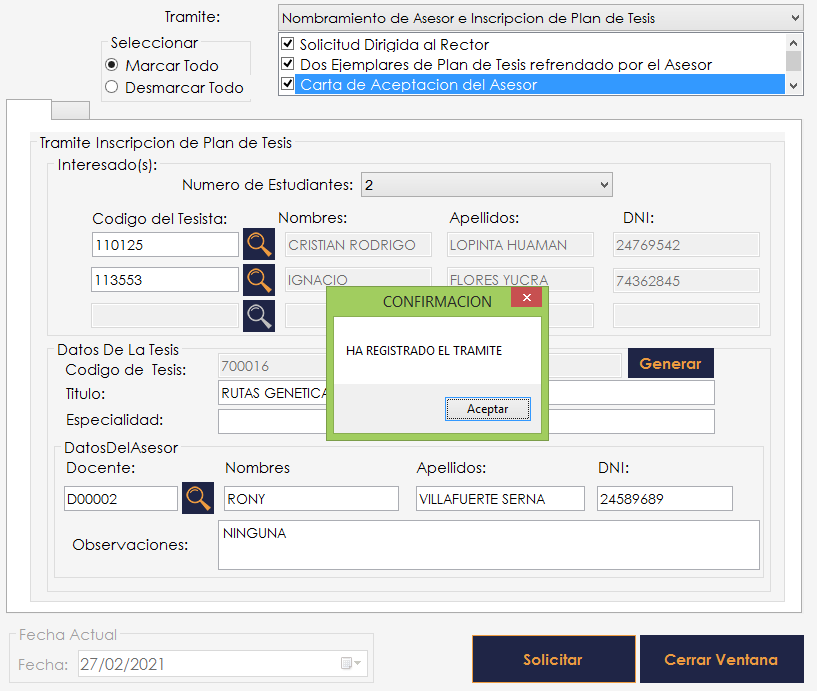 Tramite: Nombramiento de Asesor e Inscripcion de Plan de Tesis
Seleccionar
Marcar Todo
Desmarcar Todo
Solicitud Dirigida al Rector
Dos Ejemplares de Plan de Tesis refrendado por el Asesor
Carta de Aceptacion del Asesor
Tramite Inscripcion de Plan de Tesis
Interesado(s):
Numero de Estudiantes: 2
Codigo del Tesista: Nombres: Apellidos: DNI:
110125 CRISTIAN RODRIGO LOPINTA HUAMAN 24769542
113553 IGNACIO FLORES YUCRA 74362845
CONFIRMACION
HA REGISTRADO EL TRAMITE
Aceptar
Datos De La Tesis
Codigo de Tesis: 700016 Generar
Titulo: RUTAS GENETICA
Especialidad:
DatosDelAsesor
Docente: Nombres Apellidos: DNI:
D00002 RONY VILLAFUERTE SERNA 24589689
Observaciones: NINGUNA
Fecha Actual
Fecha: 27/02/2021
Solicitar Cerrar Ventana